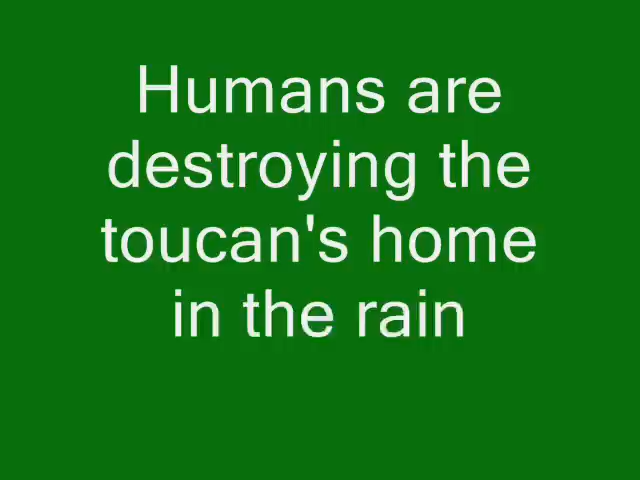 Humans are
destroying the
toucan's home
in the rain